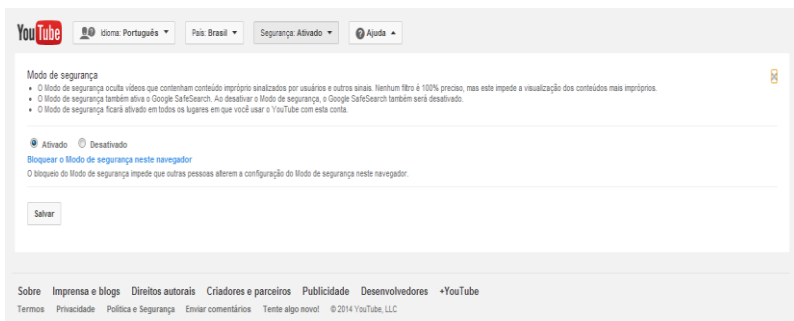 YouTube Idioma: Português País: Brasil Segurança: Ativado Ajuda
Modo de segurança
O Modo de segurança oculta vídeos que contenham conteúdo impróprio sinalizados por usuários e outros sinais. Nenhum filtro é 100% preciso, mas este impede a visualização dos conteúdos mais impróprios.
O Modo de segurança também ativa o Google SafeSearch. Ao desativar o Modo de segurança, o Google SafeSearch também será desativado.
O Modo de segurança ficará ativado em todos os lugares em que você usar o YouTube com esta conta.
Ativado Desativado
Bloquear o Modo de segurança neste navegador
O bloqueio do Modo de segurança impede que outras pessoas alterem a configuração do Modo de segurança neste navegador.
Salvar
Sobre Imprensa e blogs Direitos autorais Criadores e parceiros Publicidade Desenvolvedores +YouTube
Termos Privacidade Política e Segurança Enviar comentários Tente algo novo! © 2014 YouTube, LLC